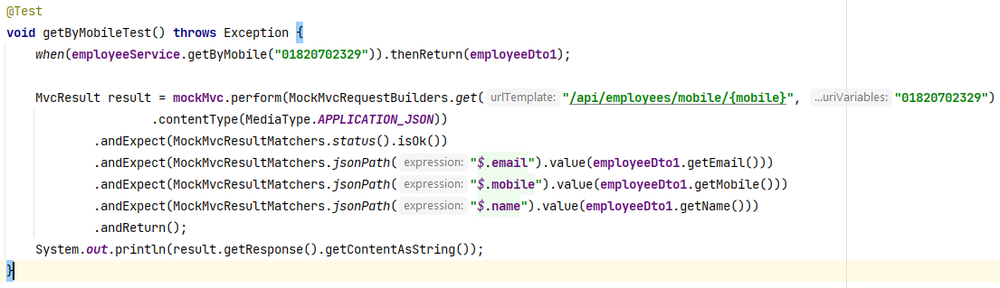 @Test
void getByMobileTest() throws Exception {
when(employeeService.getByMobile("01820702329")).thenReturn(employeeDto1);
MvcResult result = mockMvc.perform(MockMvcRequestBuilders.get( urlTemplate: "/api/employees/mobile/{mobile}", ...uriVariables: "01820702329")
.contentType(MediaType.APPLICATION_JSON))
.andExpect(MockMvcResultMatchers.status().isOk())
.andExpect(MockMvcResultMatchers.jsonPath( expression: "$.email").value(employeeDto1.getEmail()))
.andExpect(MockMvcResultMatchers.jsonPath( expression: "$.mobile").value(employeeDto1.getMobile()))
.andExpect(MockMvcResultMatchers.jsonPath( expression: "$.name").value(employeeDto1.getName()))
.andReturn();
System.out.println(result.getResponse().getContentAsString());
}